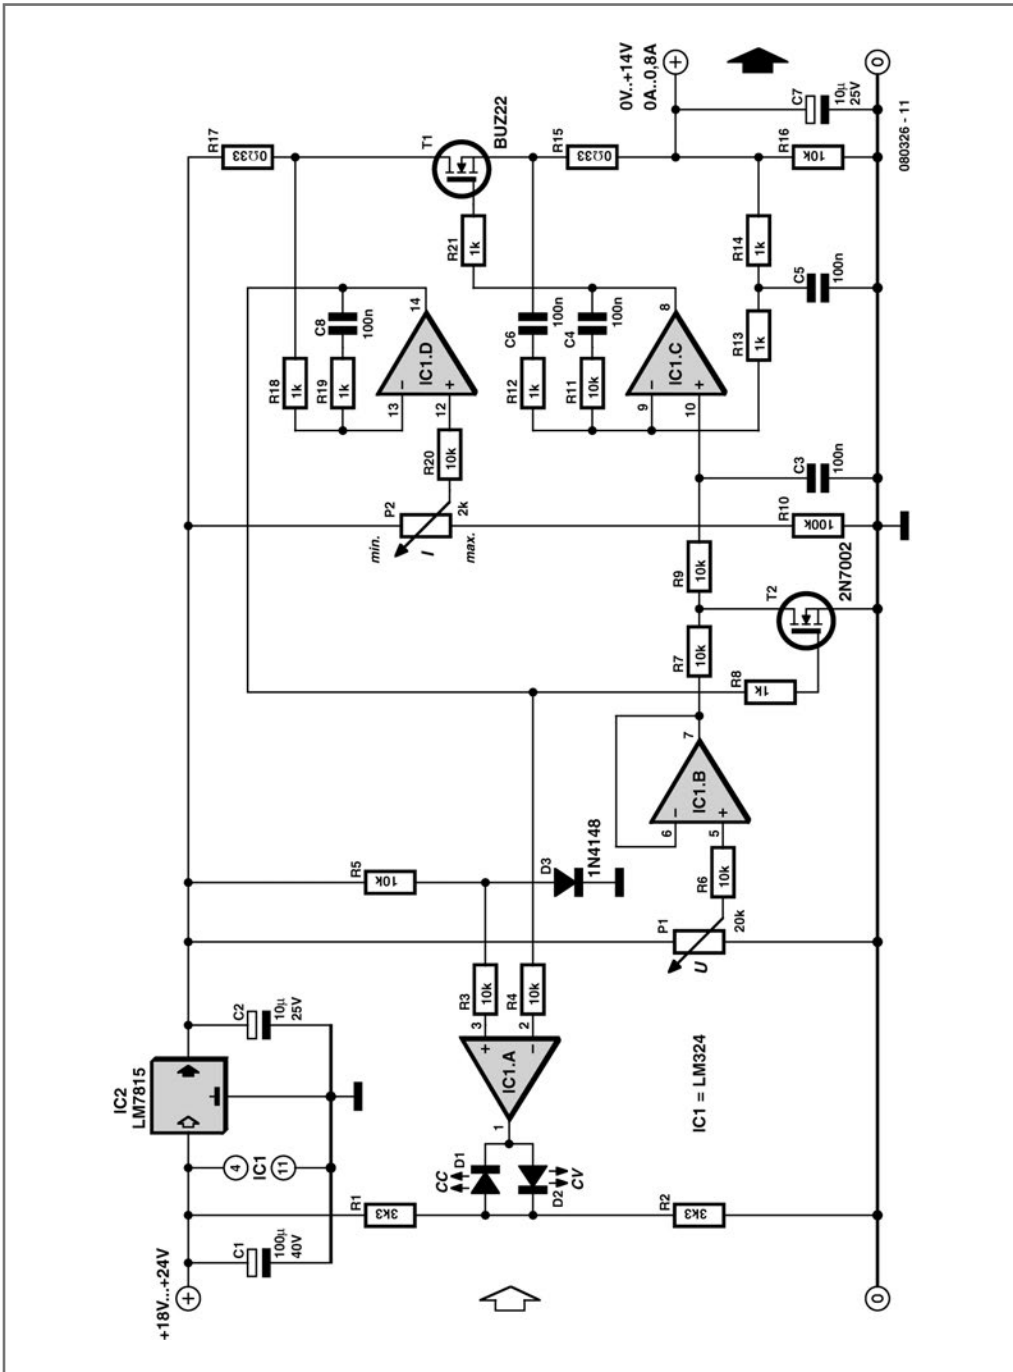 +18V...+24V
+
C1
100µ
40V
4
IC1
11
IC2
LM7815
C2
10µ
25V
R1
3k3
CC
D1
D2
CV
R2
3k3
0
1
IC1.A
+
−
3
2
R3
10k
R4
10k
R5
10k
D3
1N4148
IC1 = LM324
P1
20k
U
R6
10k
6
5
−
+
IC1.B
7
R7
10k
R8
1k
R9
10k
T2
2N7002
P2
2k
min.
I
max.
R10
100k
C3
100n
R20
10k
R18
1k
R19
1k
C8
100n
13
12
−
+
IC1.D
14
R12
1k
R11
10k
C6
100n
C4
100n
9
10
−
+
IC1.C
8
R13
1k
C5
100n
R14
1k
R21
1k
R17
0Ω33
T1
BUZ22
R15
0Ω33
R16
10k
C7
10µ
25V
0V..+14V
0A..0,8A
+
0
080326 - 11